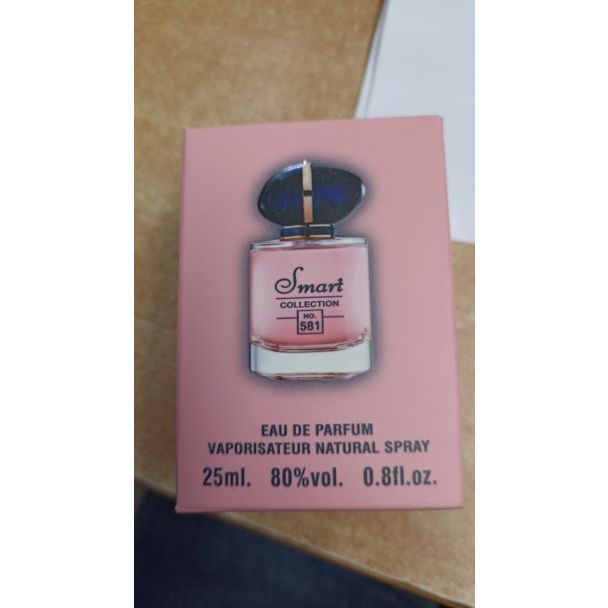 Smart
COLLECTION
NO.
581
EAU DE PARFUM
VAPORISATEUR NATURAL SPRAY
25ml. 80%vol. 0.8fl.oz.